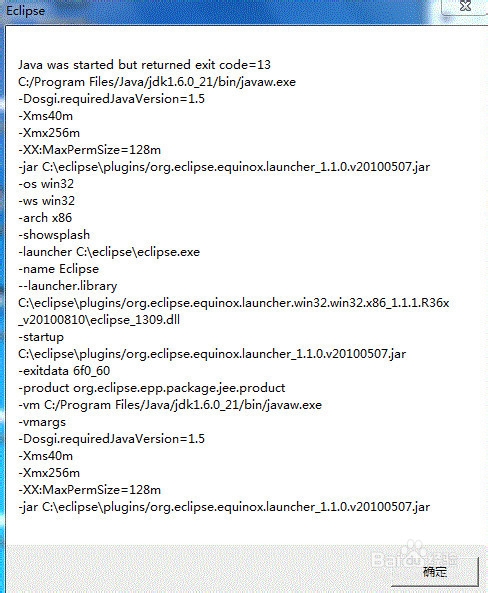 Eclipse
Java was started but returned exit code=13
C:/Program Files/Java/jdk1.6.0_21/bin/javaw.exe
-Dosgi.requiredJavaVersion=1.5
-Xms40m
-Xmx256m
-XX:MaxPermSize=128m
-jar C:\eclipse\plugins/org.eclipse.equinox.launcher_1.1.0.v20100507.jar
-os win32
-ws win32
-arch x86
-showsplash
-launcher C:\eclipse\eclipse.exe
-name Eclipse
--launcher.library
C:\eclipse\plugins/org.eclipse.equinox.launcher.win32.win32.x86_1.1.1.R36x
_v20100810\eclipse_1309.dll
-startup
C:\eclipse\plugins/org.eclipse.equinox.launcher_1.1.0.v20100507.jar
-exitdata 6f0_60
-product org.eclipse.epp.package.jee.product
-vm C:/Program Files/Java/jdk1.6.0_21/bin/javaw.exe
-vmargs
-Dosgi.requiredJavaVersion=1.5
-Xms40m
-Xmx256m
-XX:MaxPermSize=128m
-jar C:\eclipse\plugins/org.eclipse.equinox.launcher_1.1.0.v20100507.jar
确定